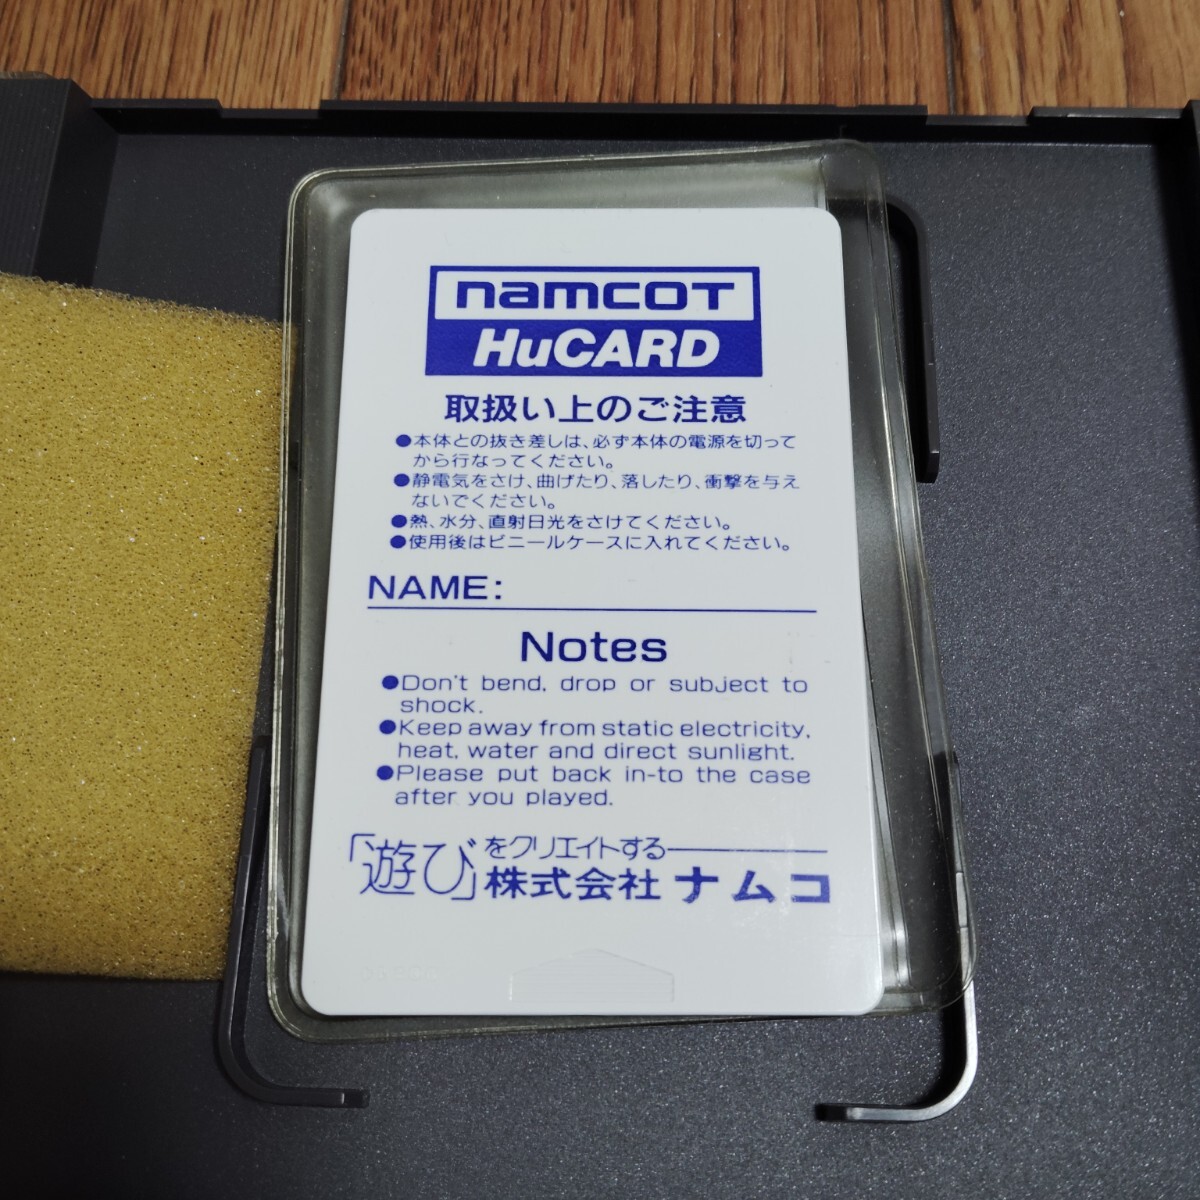 namcoT
HuCARD
取扱い上のご注意
●本体との抜き差しは、必ず本体の電源を切って
から行なってください。
●静電気をさけ、曲げたり、落したり、衝撃を与え
ないでください。
●熱、水分、直射日光をさけてください。
●使用後はビニールケースに入れてください。
NAME:
Notes
●Don't bend, drop or subject to
shock.
●Keep away from static electricity,
heat, water and direct sunlight.
●Please put back in-to the case
after you played.
「遊び」をクリエイトする
株式会社ナムコ